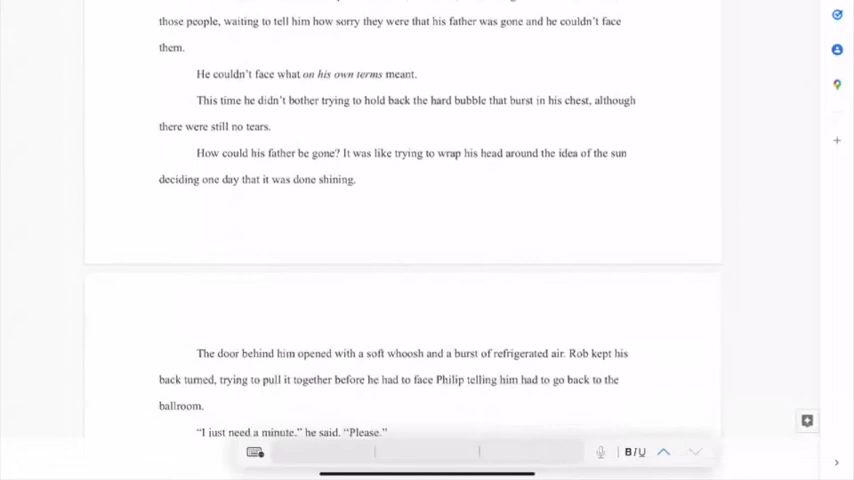 those people, waiting to tell him how sorry they were that his father was gone and he couldn’t face
them.
He couldn’t face what on his own terms meant.
This time he didn’t bother trying to hold back the hard bubble that burst in his chest, although
there were still no tears.
How could his father be gone? It was like trying to wrap his head around the idea of the sun
deciding one day that it was done shining.
The door behind him opened with a soft whoosh and a burst of refrigerated air. Rob kept his
back turned, trying to pull it together before he had to face Philip telling him had to go back to the
ballroom.
“I just need a minute,” he said. “Please.”
B I U